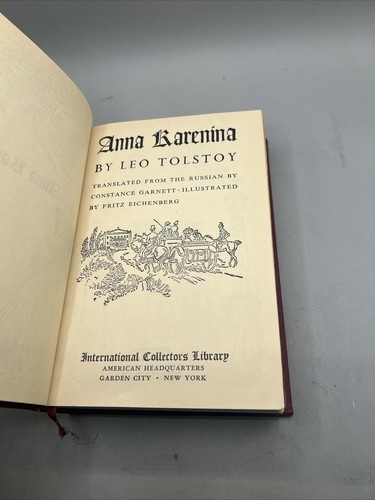 Anna Karenina
BY LEO TOLSTOY
TRANSLATED FROM THE RUSSIAN BY
CONSTANCE GARNETT · ILLUSTRATED
BY FRITZ EICHENBERG
International Collectors Library
AMERICAN HEADQUARTERS
GARDEN CITY • NEW YORK